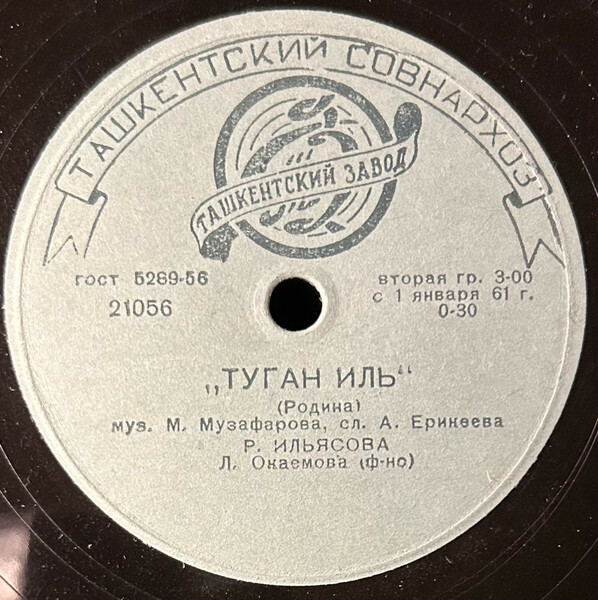 ТАШКЕНТСКИЙ СОВНАРХОЗ
ТАШКЕНТСКИЙ ЗАВОД
гост 5289-56
21056
вторая гр. 3-00
с 1 января 61 г.
0-30
„ТУГАН ИЛЬ“
(Родина)
муз. М. Музафарова, сл. А. Ерикеева
Р. ИЛЬЯСОВА
Л. Окаемова (ф-но)